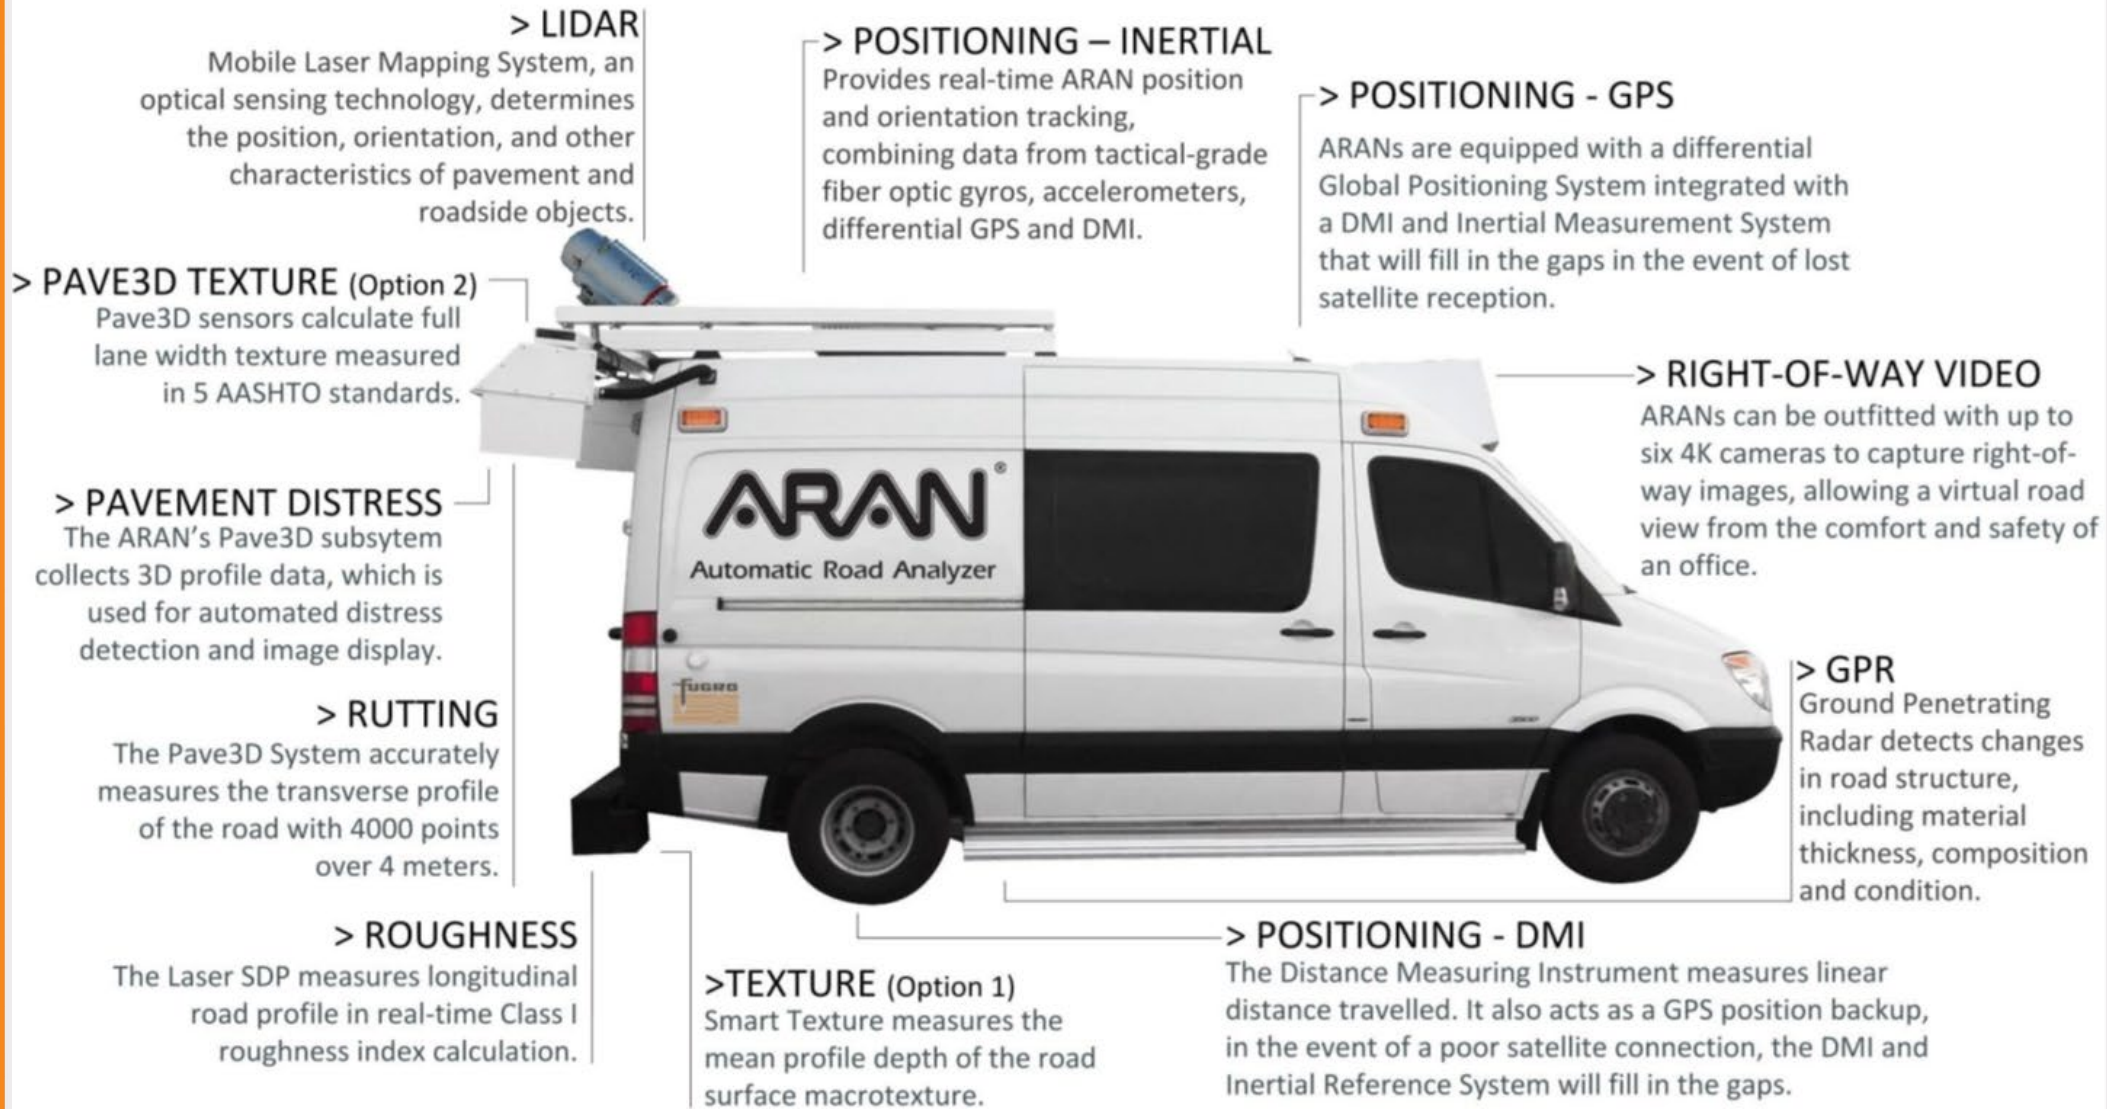 > LIDAR
Mobile Laser Mapping System, an
optical sensing technology, determines
the position, orientation, and other
characteristics of pavement and
roadside objects.
> POSITIONING – INERTIAL
Provides real-time ARAN position
and orientation tracking,
combining data from tactical-grade
fiber optic gyros, accelerometers,
differential GPS and DMI.
> POSITIONING - GPS
ARANs are equipped with a differential
Global Positioning System integrated with
a DMI and Inertial Measurement System
that will fill in the gaps in the event of lost
satellite reception.
> PAVE3D TEXTURE (Option 2)
Pave3D sensors calculate full
lane width texture measured
in 5 AASHTO standards.
> RIGHT-OF-WAY VIDEO
ARANs can be outfitted with up to
six 4K cameras to capture right-of-
way images, allowing a virtual road
view from the comfort and safety of
an office.
> PAVEMENT DISTRESS
The ARAN's Pave3D subsytem
collects 3D profile data, which is
used for automated distress
detection and image display.
ARAN®
Automatic Road Analyzer
fugro
> RUTTING
The Pave3D System accurately
measures the transverse profile
of the road with 4000 points
over 4 meters.
> GPR
Ground Penetrating
Radar detects changes
in road structure,
including material
thickness, composition
and condition.
> ROUGHNESS
The Laser SDP measures longitudinal
road profile in real-time Class I
roughness index calculation.
>TEXTURE (Option 1)
Smart Texture measures the
mean profile depth of the road
surface macrotexture.
> POSITIONING - DMI
The Distance Measuring Instrument measures linear
distance travelled. It also acts as a GPS position backup,
in the event of a poor satellite connection, the DMI and
Inertial Reference System will fill in the gaps.